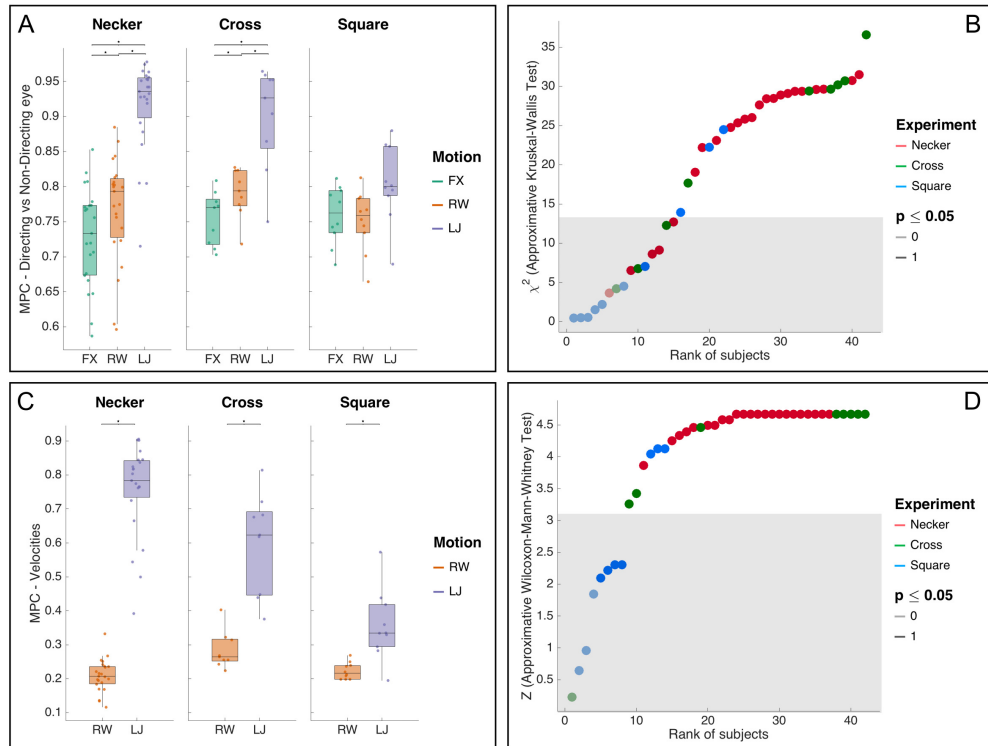 A
Necker
Cross
Square
MPC - Directing vs Non-Directing eye
0.95
0.9
0.85
0.8
0.75
0.7
0.65
0.6
FX
RW
LJ
FX
RW
LJ
FX
RW
LJ
Motion
FX
RW
LJ
B
χ² (Approximative Kruskal-Wallis Test)
35
30
25
20
15
10
5
0
0
10
20
30
40
Rank of subjects
Experiment
Necker
Cross
Square
p ≤ 0.05
0
1
C
Necker
Cross
Square
MPC - Velocities
0.9
0.8
0.7
0.6
0.5
0.4
0.3
0.2
0.1
RW
LJ
RW
LJ
RW
LJ
Motion
RW
LJ
D
Z (Approximative Wilcoxon-Mann-Whitney Test)
4.5
4
3.5
3
2.5
2
1.5
1
0.5
0
10
20
30
40
Rank of subjects
Experiment
Necker
Cross
Square
p ≤ 0.05
0
1